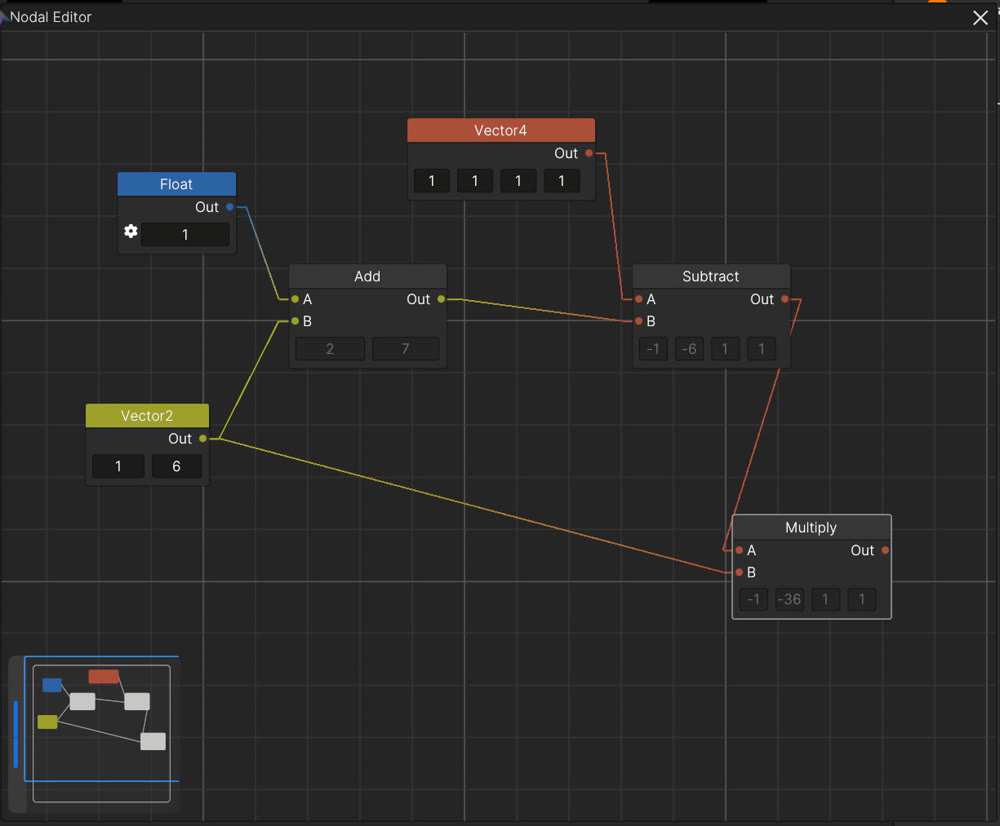 Nodal Editor
Vector4
Out
1 1 1 1
Float
Out
1
Add
A Out
B
2 7
Subtract
A Out
B
-1 -6 1 1
Vector2
Out
1 6
Multiply
A Out
B
-1 -36 1 1